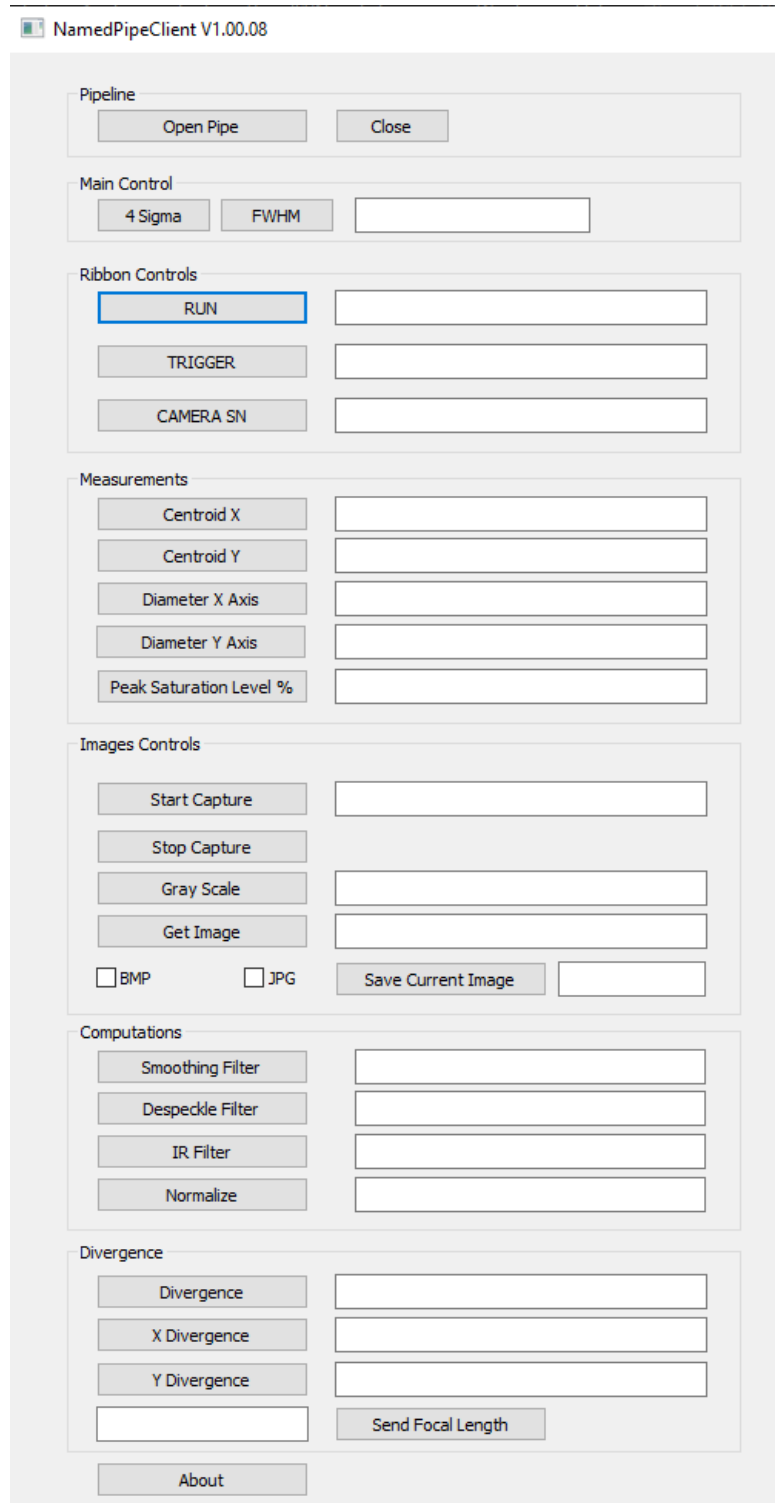 NamedPipeClient V1.00.08
Pipeline
Open Pipe Close
Main Control
4 Sigma FWHM
Ribbon Controls
RUN
TRIGGER
CAMERA SN
Measurements
Centroid X
Centroid Y
Diameter X Axis
Diameter Y Axis
Peak Saturation Level %
Images Controls
Start Capture
Stop Capture
Gray Scale
Get Image
BMP JPG Save Current Image
Computations
Smoothing Filter
Despeckle Filter
IR Filter
Normalize
Divergence
Divergence
X Divergence
Y Divergence
Send Focal Length
About